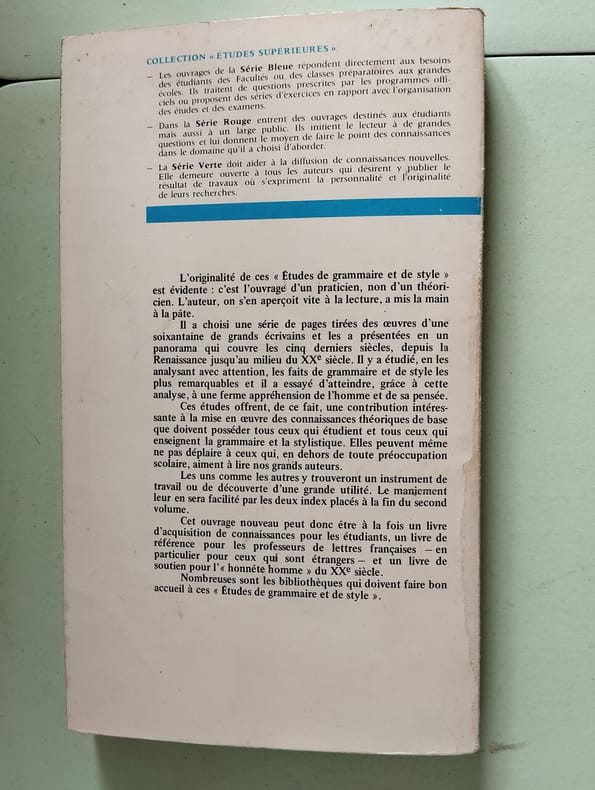 COLLECTION « ÉTUDES SUPÉRIEURES »
– Les ouvrages de la Série Bleue répondent directement aux besoins
des étudiants des Facultés ou des classes préparatoires aux grandes
écoles. Ils traitent de questions prescrites par les programmes offi-
ciels ou proposent des séries d'exercices en rapport avec l'organisation
des études et des examens.
– Dans la Série Rouge entrent des ouvrages destinés aux étudiants
mais aussi à un large public. Ils initient le lecteur à de grandes
questions et lui donnent le moyen de faire le point des connaissances
dans le domaine qu'il a choisi d'aborder.
– La Série Verte doit aider à la diffusion de connaissances nouvelles.
Elle demeure ouverte à tous les auteurs qui désirent y publier le
résultat de travaux où s'expriment la personnalité et l'originalité
de leurs recherches.
L'originalité de ces « Études de grammaire et de style »
est évidente : c'est l'ouvrage d'un praticien, non d'un théori-
cien. L'auteur, on s'en aperçoit vite à la lecture, a mis la main
à la pâte.
Il a choisi une série de pages tirées des œuvres d'une
soixantaine de grands écrivains et les a présentées en un
panorama qui couvre les cinq derniers siècles, depuis la
Renaissance jusqu'au milieu du XXe siècle. Il y a étudié, en les
analysant avec attention, les faits de grammaire et de style les
plus remarquables et il a essayé d'atteindre, grâce à cette
analyse, à une ferme appréhension de l'homme et de sa pensée.
Ces études offrent, de ce fait, une contribution intéres-
sante à la mise en œuvre des connaissances théoriques de base
que doivent posséder tous ceux qui étudient et tous ceux qui
enseignent la grammaire et la stylistique. Elles peuvent même
ne pas déplaire à ceux qui, en dehors de toute préoccupation
scolaire, aiment à lire nos grands auteurs.
Les uns comme les autres y trouveront un instrument de
travail ou de découverte d'une grande utilité. Le maniement
leur en sera facilité par les deux index placés à la fin du second
volume.
Cet ouvrage nouveau peut donc être à la fois un livre
d'acquisition de connaissances pour les étudiants, un livre de
référence pour les professeurs de lettres françaises – en
particulier pour ceux qui sont étrangers – et un livre de
soutien pour l'« honnête homme » du XXe siècle.
Nombreuses sont les bibliothèques qui doivent faire bon
accueil à ces « Études de grammaire et de style ».